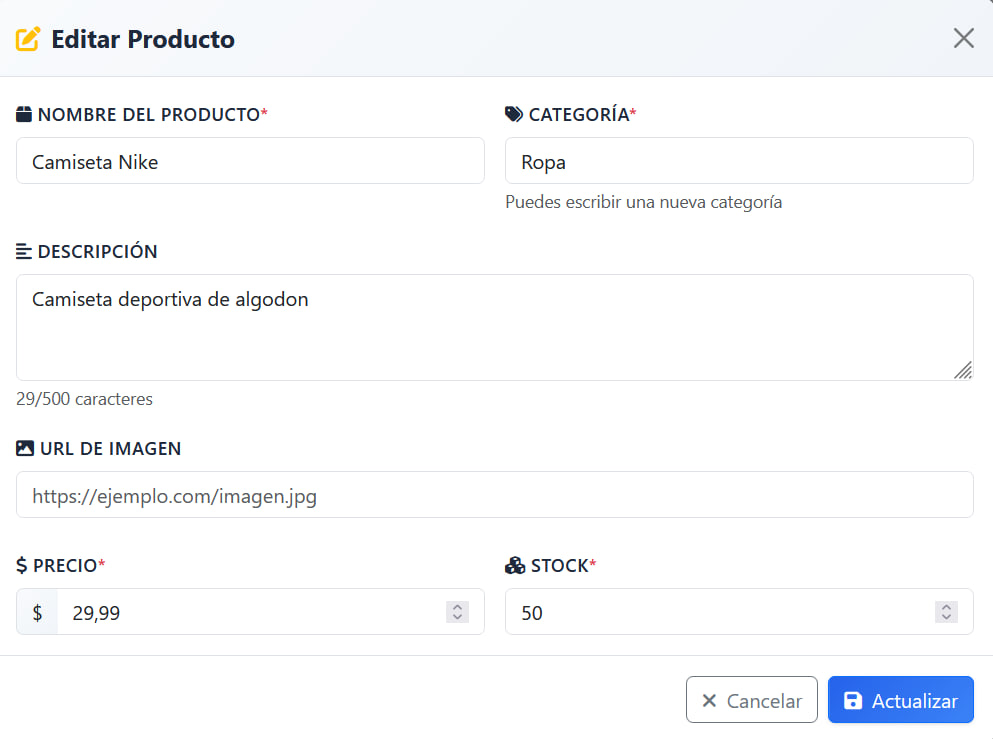 Editar Producto
NOMBRE DEL PRODUCTO* CATEGORÍA*
Camiseta Nike Ropa
Puedes escribir una nueva categoría
DESCRIPCIÓN
Camiseta deportiva de algodon
29/500 caracteres
URL DE IMAGEN
https://ejemplo.com/imagen.jpg
$ PRECIO* STOCK*
$ 29,99 50
Cancelar Actualizar